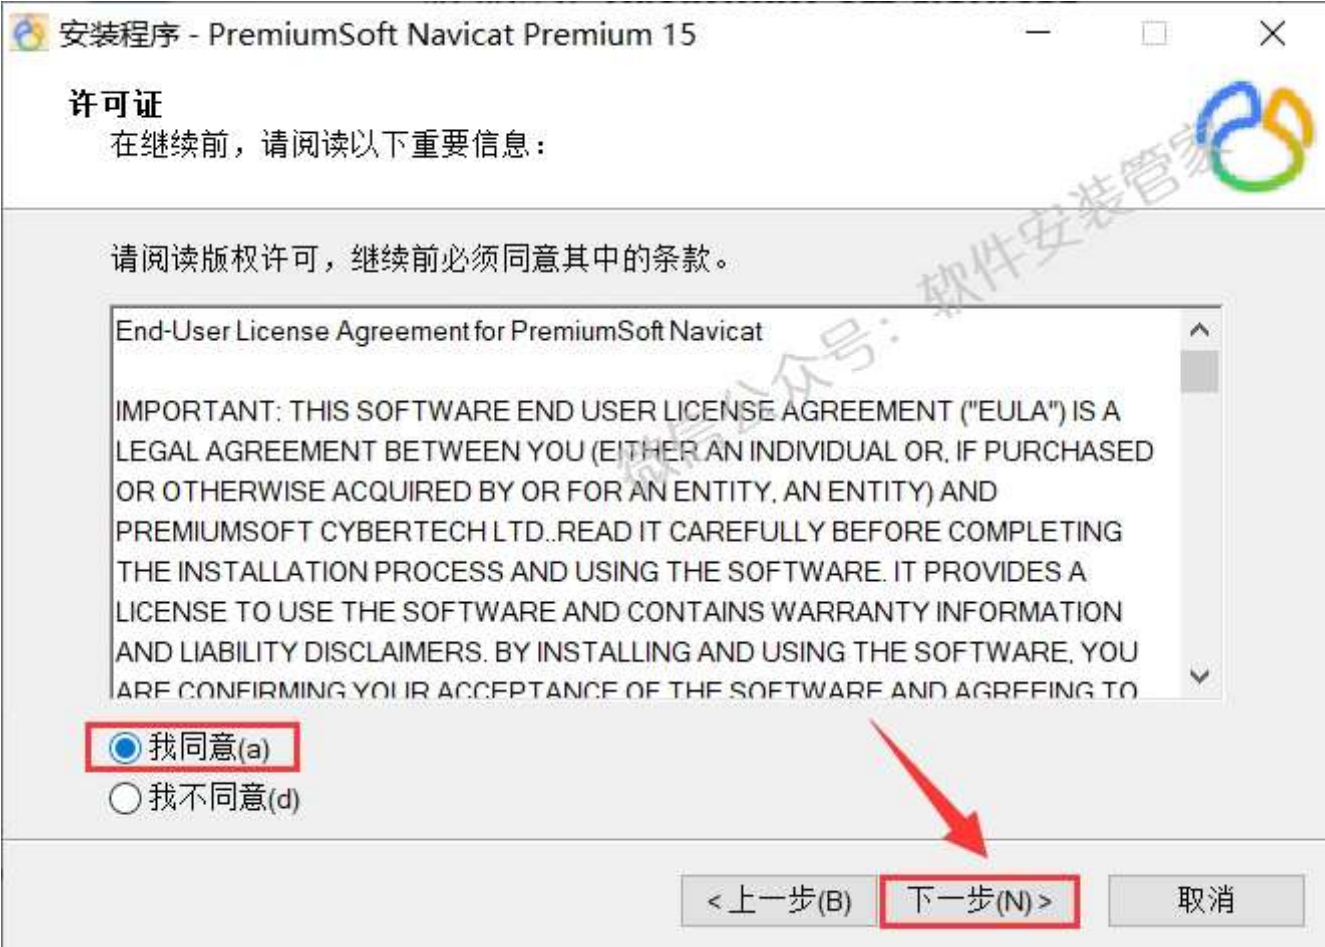 安装程序 - PremiumSoft Navicat Premium 15
许可证
在继续前，请阅读以下重要信息：
请阅读版权许可，继续前必须同意其中的条款。
End-User License Agreement for PremiumSoft Navicat
IMPORTANT: THIS SOFTWARE END USER LICENSE AGREEMENT ("EULA") IS A
LEGAL AGREEMENT BETWEEN YOU (EITHER AN INDIVIDUAL OR, IF PURCHASED
OR OTHERWISE ACQUIRED BY OR FOR AN ENTITY, AN ENTITY) AND
PREMIUMSOFT CYBERTECH LTD..READ IT CAREFULLY BEFORE COMPLETING
THE INSTALLATION PROCESS AND USING THE SOFTWARE. IT PROVIDES A
LICENSE TO USE THE SOFTWARE AND CONTAINS WARRANTY INFORMATION
AND LIABILITY DISCLAIMERS. BY INSTALLING AND USING THE SOFTWARE, YOU
ARE CONFIRMING YOUR ACCEPTANCE OF THE SOFTWARE AND AGREEING TO
我同意(a)
我不同意(d)
<上一步(B)
下一步(N)>
取消
微信公众号：软件安装管家